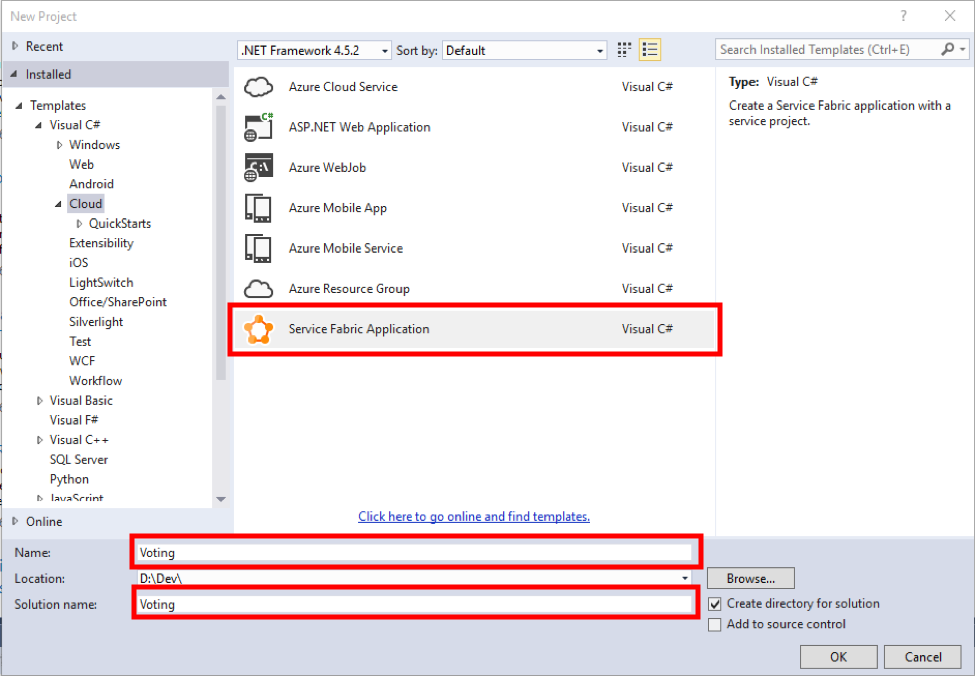 New Project
Recent
.NET Framework 4.5.2 Sort by: Default
Search Installed Templates (Ctrl+E)
Installed
Templates
Visual C#
Windows
Web
Android
Cloud
QuickStarts
Extensibility
iOS
LightSwitch
Office/SharePoint
Silverlight
Test
WCF
Workflow
Visual Basic
Visual F#
Visual C++
SQL Server
Python
JavaScript
Online
Azure Cloud Service Visual C#
ASP.NET Web Application Visual C#
Azure WebJob Visual C#
Azure Mobile App Visual C#
Azure Mobile Service Visual C#
Azure Resource Group Visual C#
Service Fabric Application Visual C#
Click here to go online and find templates.
Type: Visual C#
Create a Service Fabric application with a
service project.
Name: Voting
Location: D:\Dev\ Browse...
Solution name: Voting
Create directory for solution
Add to source control
OK Cancel